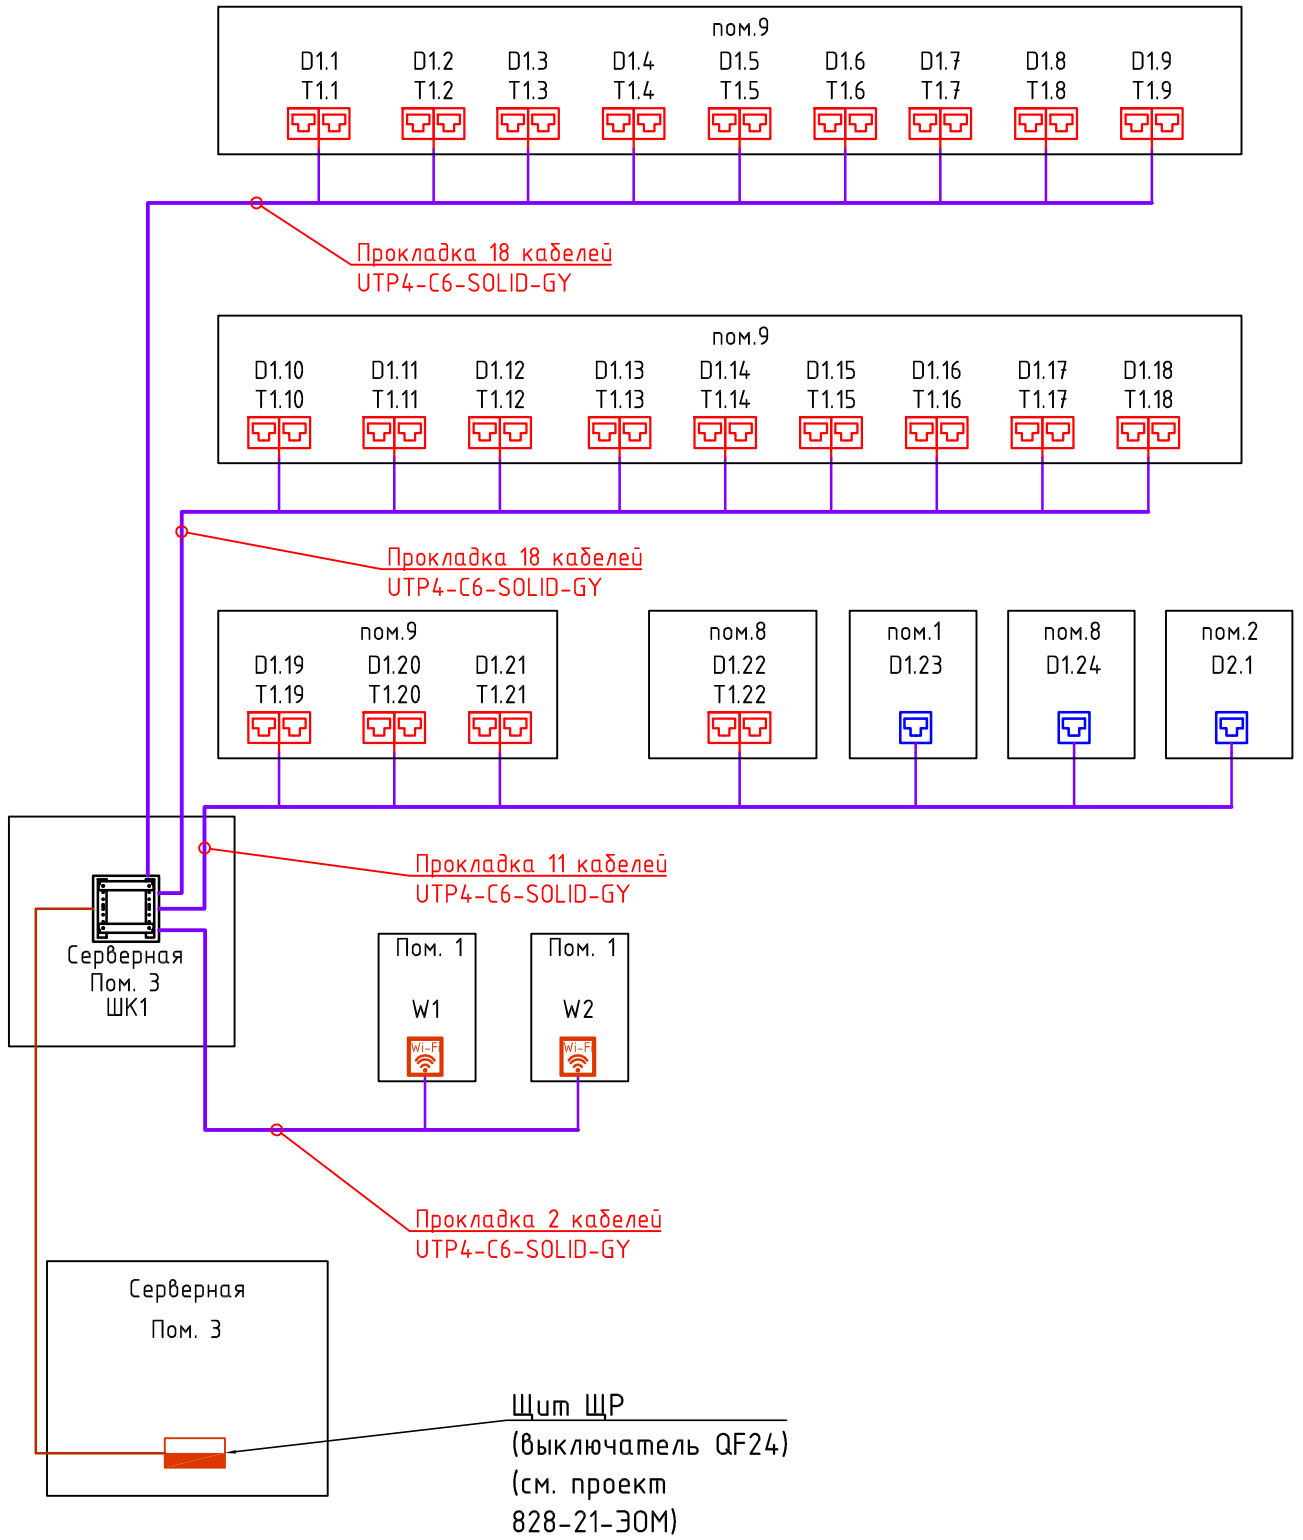 пом.9
D1.1 D1.2 D1.3 D1.4 D1.5 D1.6 D1.7 D1.8 D1.9
T1.1 T1.2 T1.3 T1.4 T1.5 T1.6 T1.7 T1.8 T1.9
Прокладка 18 кабелей
UTP4-C6-SOLID-GY
пом.9
D1.10 D1.11 D1.12 D1.13 D1.14 D1.15 D1.16 D1.17 D1.18
T1.10 T1.11 T1.12 T1.13 T1.14 T1.15 T1.16 T1.17 T1.18
Прокладка 18 кабелей
UTP4-C6-SOLID-GY
пом.9 пом.8 пом.1 пом.8 пом.2
D1.19 D1.20 D1.21 D1.22 D1.23 D1.24 D2.1
T1.19 T1.20 T1.21 T1.22
Прокладка 11 кабелей
UTP4-C6-SOLID-GY
Серверная
Пом. 3
ШК1
Пом. 1 Пом. 1
W1 W2
Wi-Fi Wi-Fi
Прокладка 2 кабелей
UTP4-C6-SOLID-GY
Серверная
Пом. 3
Щит ЩР
(выключатель QF24)
(см. проект
828-21-ЭОМ)